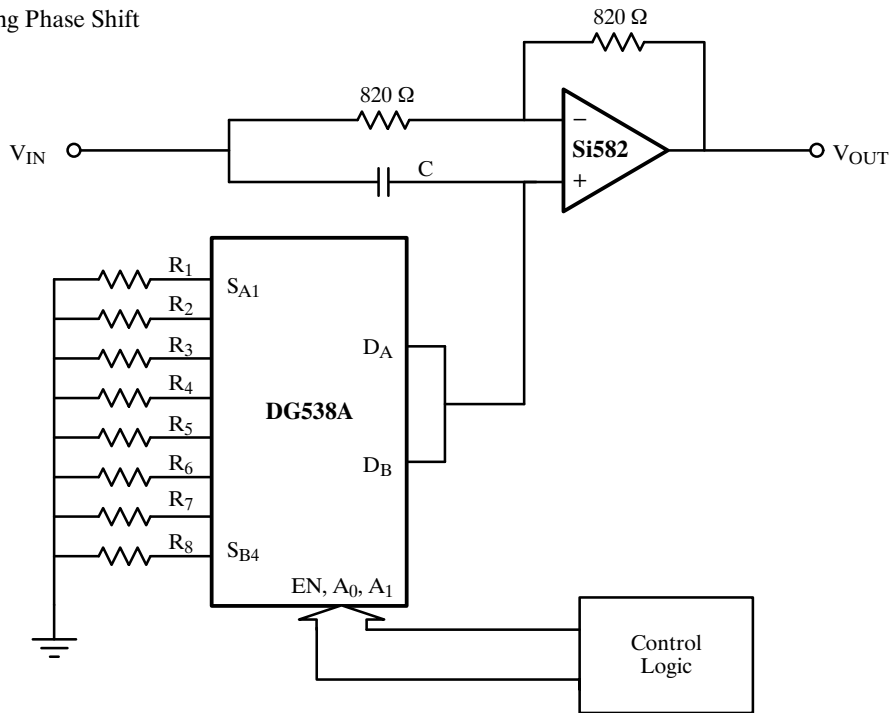 ng Phase Shift
820 Ω
820 Ω
V_IN
−
Si582
+
V_OUT
C
R_1
S_A1
R_2
R_3
D_A
R_4
DG538A
R_5
R_6
D_B
R_7
R_8
S_B4
EN, A_0, A_1
Control
Logic